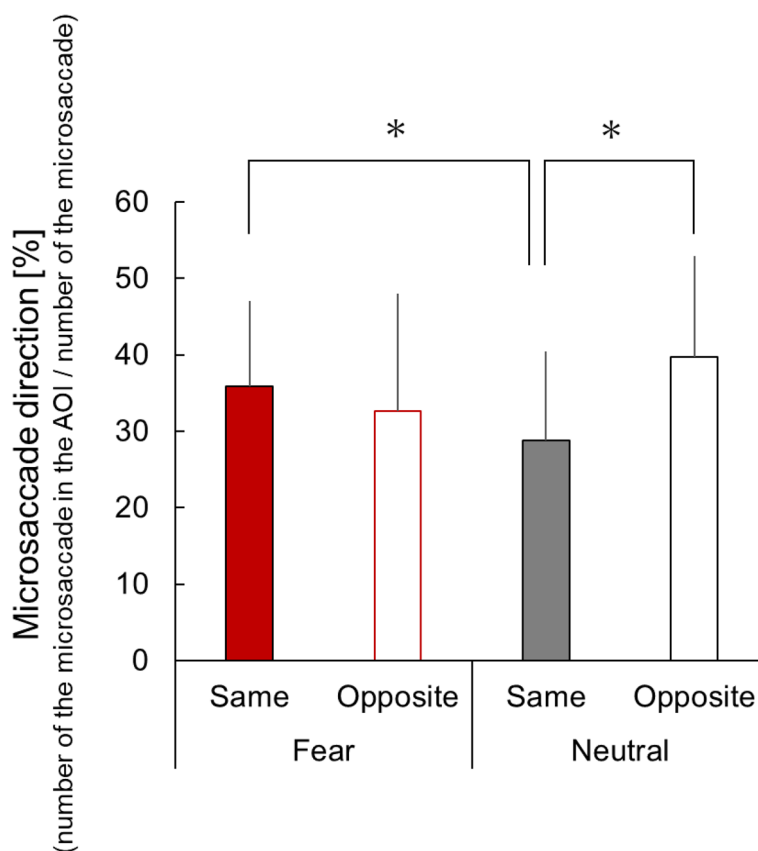 Microsaccade direction [%]
(number of the microsaccade in the AOI / number of the microsaccade)
* *
60
50
40
30
20
10
0
Same Opposite Same Opposite
Fear Neutral